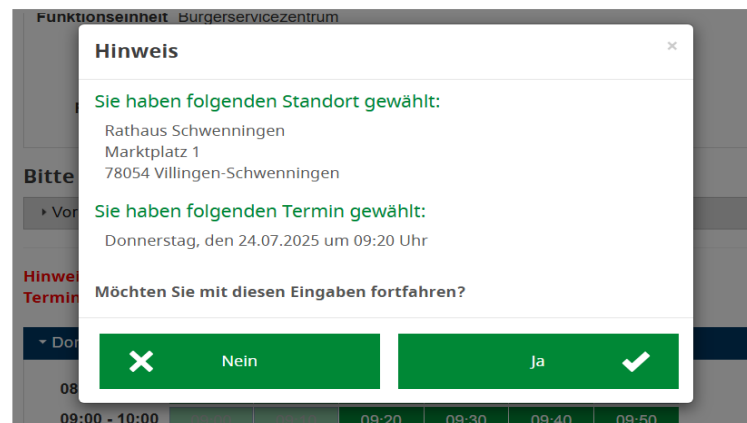 Funktionseinheit Bürgerservicezentrum
Hinweis
×
Sie haben folgenden Standort gewählt:
Rathaus Schwenningen
Marktplatz 1
78054 Villingen-Schwenningen
Bitte
Vor
Sie haben folgenden Termin gewählt:
Donnerstag, den 24.07.2025 um 09:20 Uhr
Hinwei
Termin
Möchten Sie mit diesen Eingaben fortfahren?
Dor
Nein
Ja
08
09:00 - 10:00 09:20 09:30 09:40 09:50